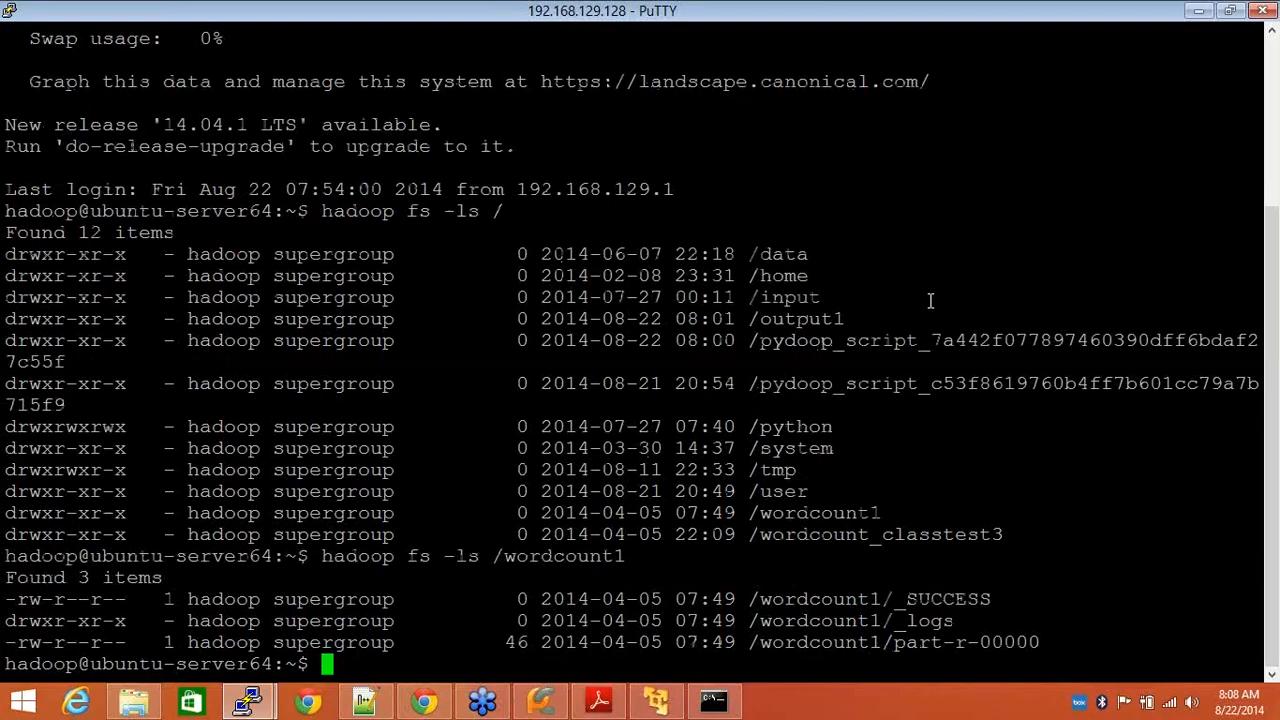 192.168.129.128 - PuTTY
Swap usage:   0%
Graph this data and manage this system at https://landscape.canonical.com/
New release '14.04.1 LTS' available.
Run 'do-release-upgrade' to upgrade to it.
Last login: Fri Aug 22 07:54:00 2014 from 192.168.129.1
hadoop@ubuntu-server64:~$ hadoop fs -ls /
Found 12 items
drwxr-xr-x   - hadoop supergroup          0 2014-06-07 22:18 /data
drwxr-xr-x   - hadoop supergroup          0 2014-02-08 23:31 /home
drwxr-xr-x   - hadoop supergroup          0 2014-07-27 00:11 /input
drwxr-xr-x   - hadoop supergroup          0 2014-08-22 08:01 /output1
drwxr-xr-x   - hadoop supergroup          0 2014-08-22 08:00 /pydoop_script_7a442f077897460390dff6bdaf2
7c55f
drwxr-xr-x   - hadoop supergroup          0 2014-08-21 20:54 /pydoop_script_c53f8619760b4ff7b601cc79a7b
715f9
drwxrwxrwx   - hadoop supergroup          0 2014-07-27 07:40 /python
drwxr-xr-x   - hadoop supergroup          0 2014-03-30 14:37 /system
drwxrwxr-x   - hadoop supergroup          0 2014-08-11 22:33 /tmp
drwxr-xr-x   - hadoop supergroup          0 2014-08-21 20:49 /user
drwxr-xr-x   - hadoop supergroup          0 2014-04-05 07:49 /wordcount1
drwxr-xr-x   - hadoop supergroup          0 2014-04-05 22:09 /wordcount_classtest3
hadoop@ubuntu-server64:~$ hadoop fs -ls /wordcount1
Found 3 items
-rw-r--r--   1 hadoop supergroup          0 2014-04-05 07:49 /wordcount1/_SUCCESS
drwxr-xr-x   - hadoop supergroup          0 2014-04-05 07:49 /wordcount1/_logs
-rw-r--r--   1 hadoop supergroup         46 2014-04-05 07:49 /wordcount1/part-r-00000
hadoop@ubuntu-server64:~$
box
8:08 AM
8/22/2014